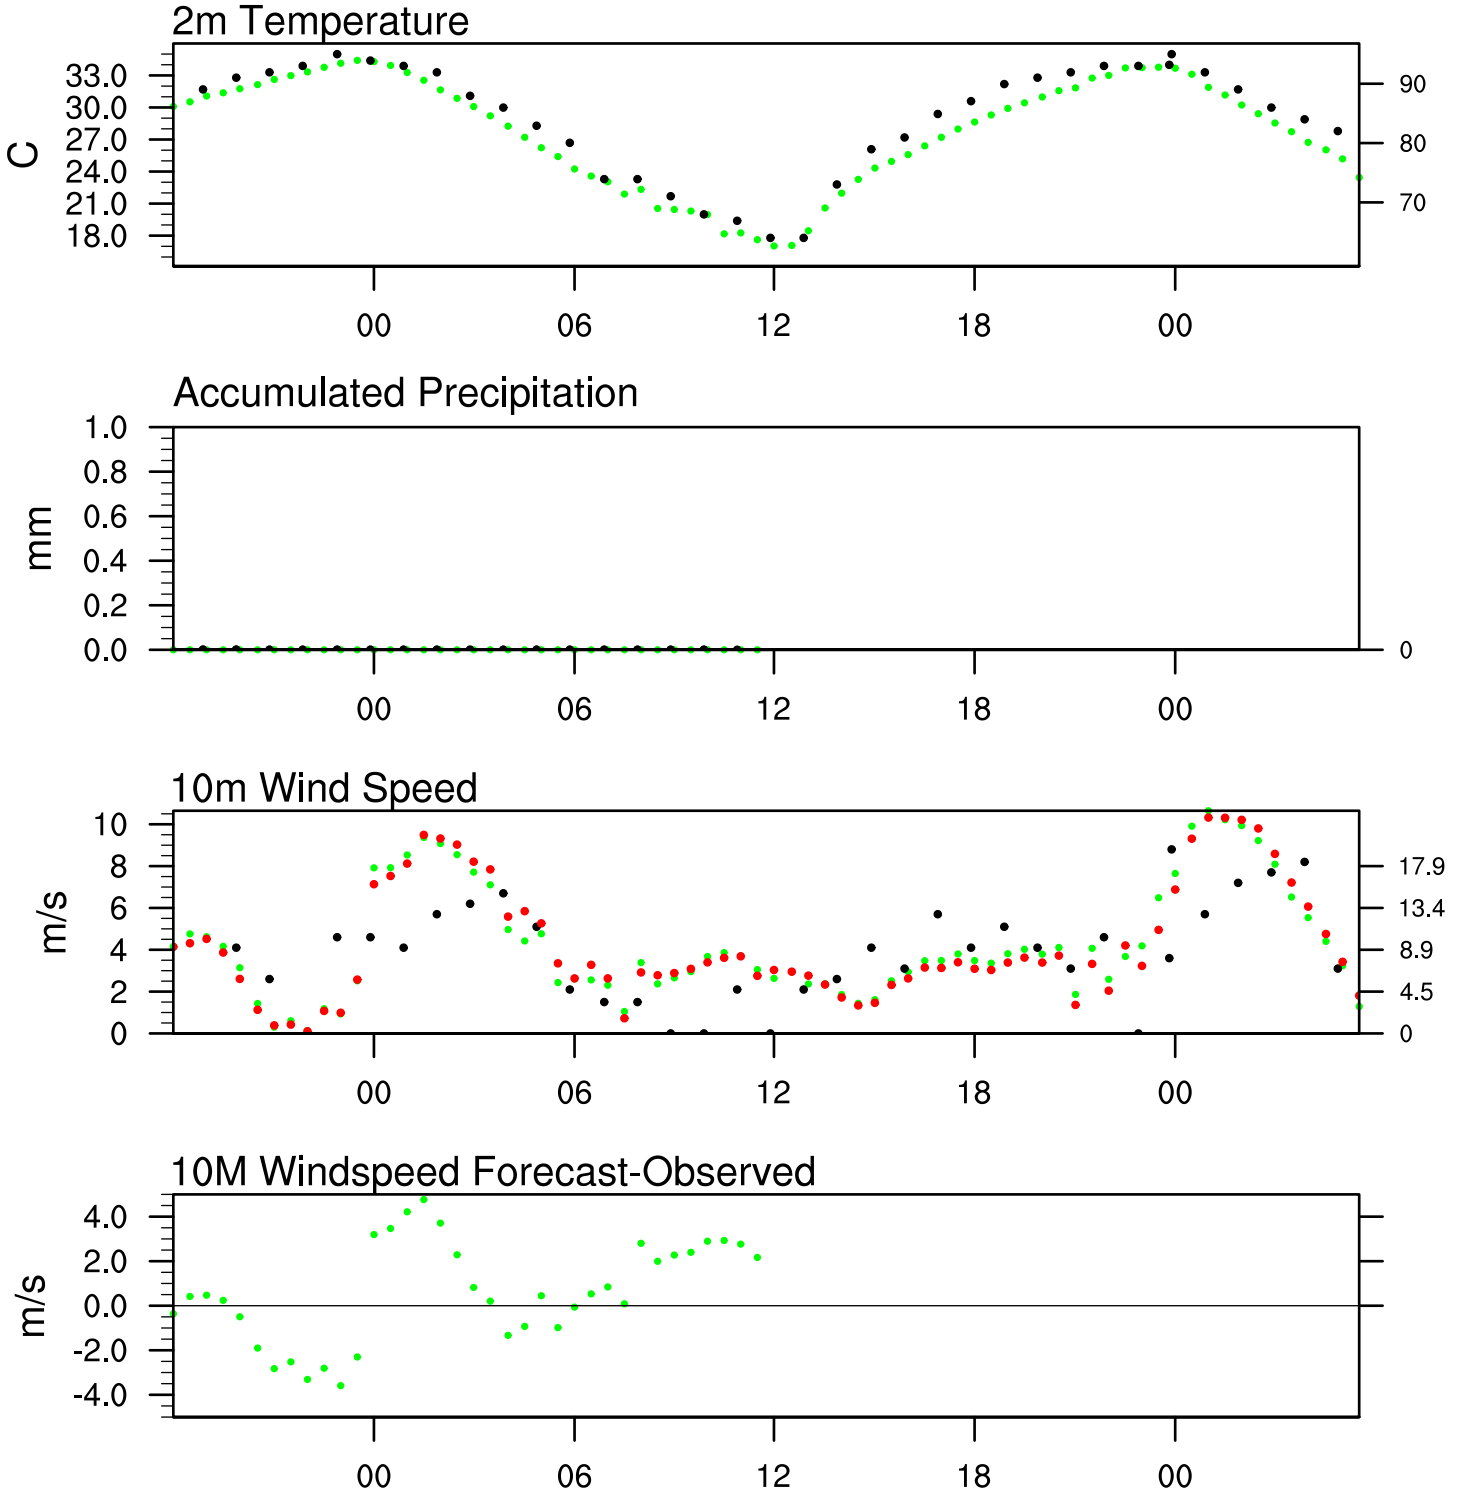 2m Temperature
C
33.0
30.0
27.0
24.0
21.0
18.0
90
80
70
00 06 12 18 00
Accumulated Precipitation
mm
1.0
0.8
0.6
0.4
0.2
0.0
0
00 06 12 18 00
10m Wind Speed
m/s
10
8
6
4
2
0
17.9
13.4
8.9
4.5
0
00 06 12 18 00
10M Windspeed Forecast-Observed
m/s
4.0
2.0
0.0
-2.0
-4.0
00 06 12 18 00